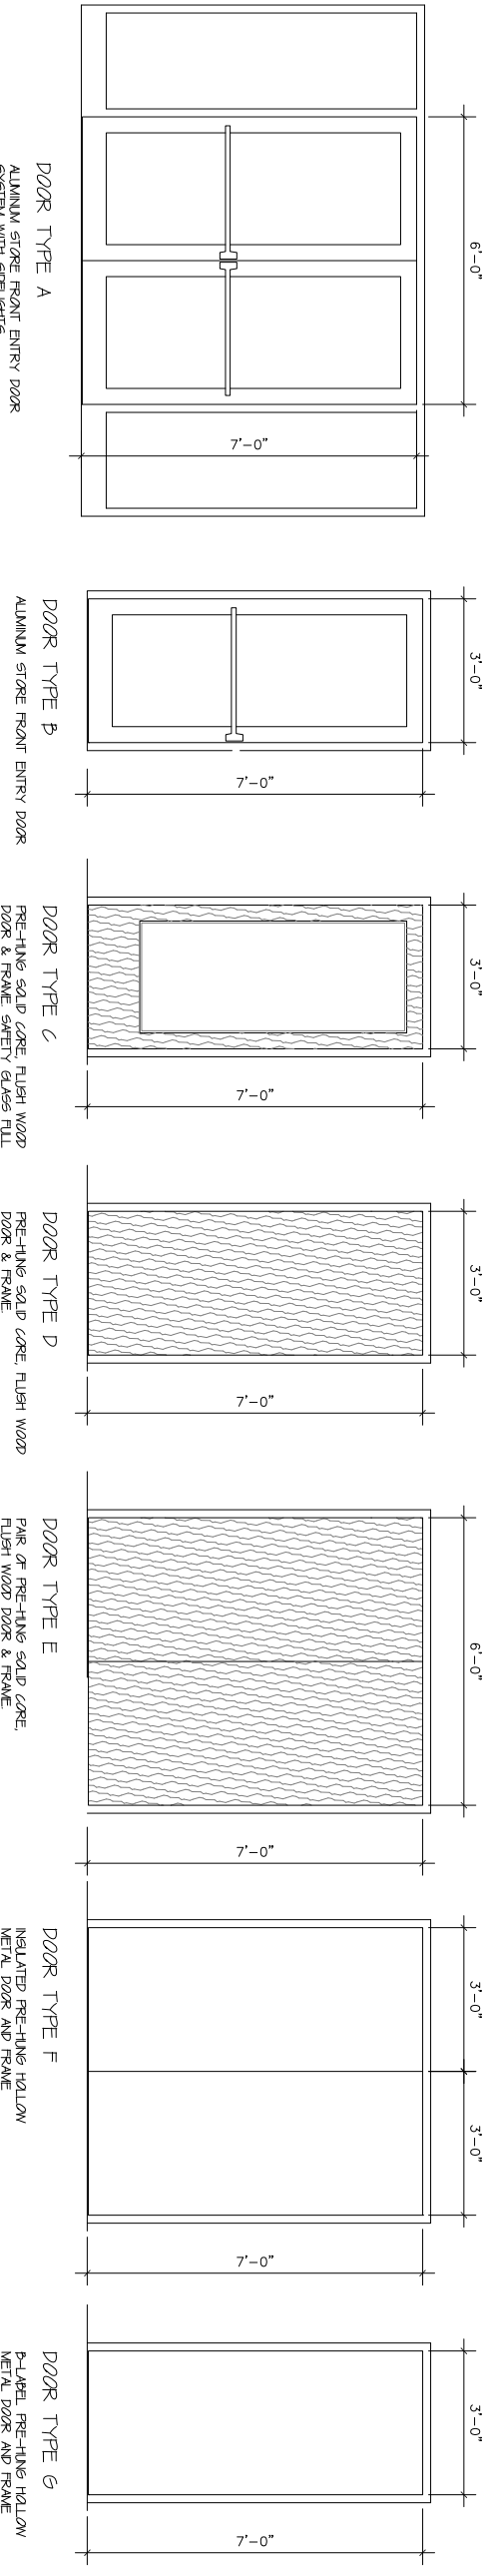 6'-0"
7'-0"
DOOR TYPE A
ALUMINUM STORE FRONT ENTRY DOOR
SYSTEM WITH SIDELIGHTS
3'-0"
7'-0"
DOOR TYPE B
ALUMINUM STORE FRONT ENTRY DOOR
3'-0"
7'-0"
DOOR TYPE C
PRE-HUNG SOLID CORE, FLUSH WOOD
DOOR & FRAME. SAFETY GLASS FULL
3'-0"
7'-0"
DOOR TYPE D
PRE-HUNG SOLID CORE, FLUSH WOOD
DOOR & FRAME.
6'-0"
7'-0"
DOOR TYPE E
PAIR OF PRE-HUNG SOLID CORE,
FLUSH WOOD DOOR & FRAME.
3'-0" 3'-0"
7'-0"
DOOR TYPE F
INSULATED PRE-HUNG HOLLOW
METAL DOOR AND FRAME
3'-0"
7'-0"
DOOR TYPE G
B-LABEL PRE-HUNG HOLLOW
METAL DOOR AND FRAME